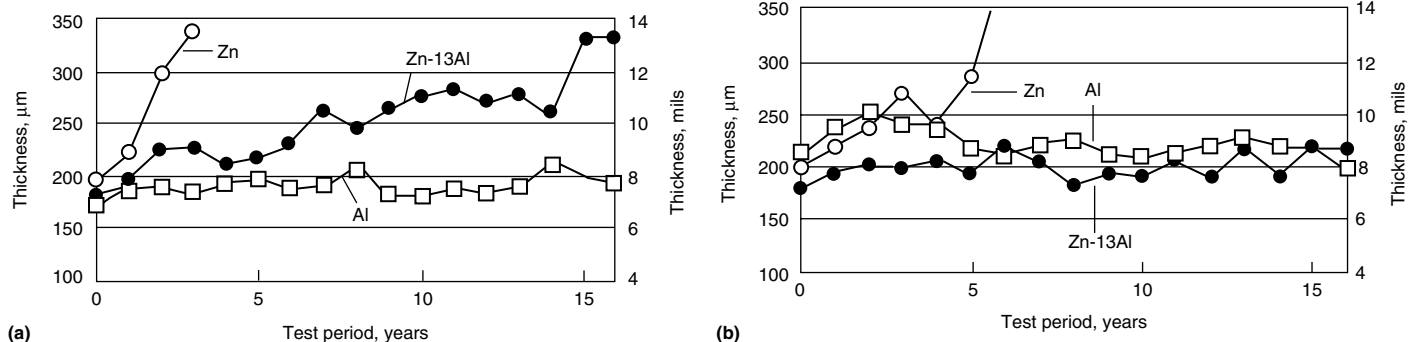 350
300
250
200
150
100
Thickness, μm
14
12
10
8
6
4
Thickness, mils
Zn
Zn-13Al
Al
0
5
10
15
Test period, years
(a)
350
300
250
200
150
100
Thickness, μm
14
12
10
8
6
4
Thickness, mils
Zn
Al
Zn-13Al
0
5
10
15
Test period, years
(b)